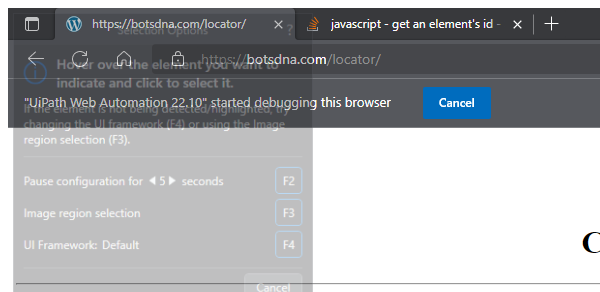 https://botsdna.com/locator/
javascript - get an element's id -
Selection Options ?
https://botsdna.com/locator/
Hover over the element you want to
indicate and click to select it.
"UiPath Web Automation 22.10" started debugging this browser
Cancel
If the element is not being detected/highlighted, try
changing the UI framework (F4) or using the Image
region selection (F3).
Pause configuration for 5 seconds F2
Image region selection F3
UI Framework: Default F4
C
Cancel